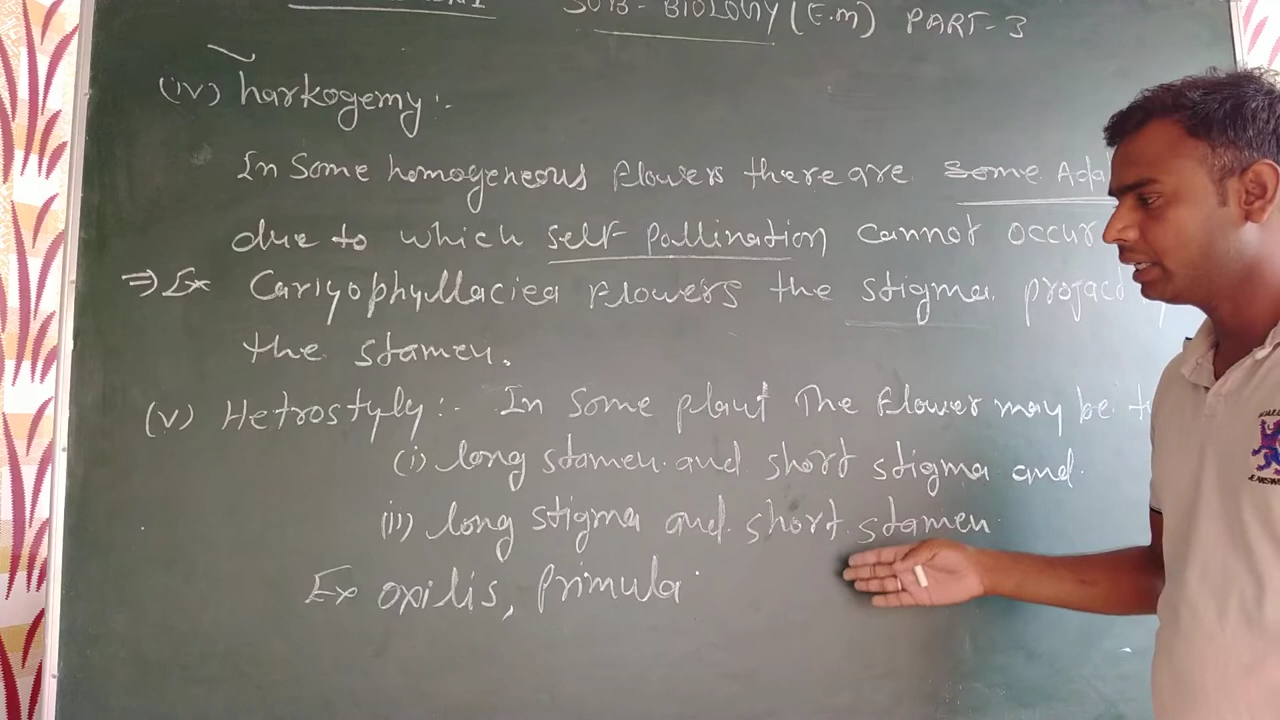 SUB - BIOLOGY (E.m) PART-3
(iv) harkogemy:-
In Some homogeneous flowers there are some Ada
due to which self pollination cannot occur
⇒ Ex Cariyophyllaciea flowers the stigma projact
the stamen.
(v) Hetrostyly:- In some plant The flower may be
(i) long stamen and short stigma and
(ii) long stigma and short stamen
Ex oxilis, primula